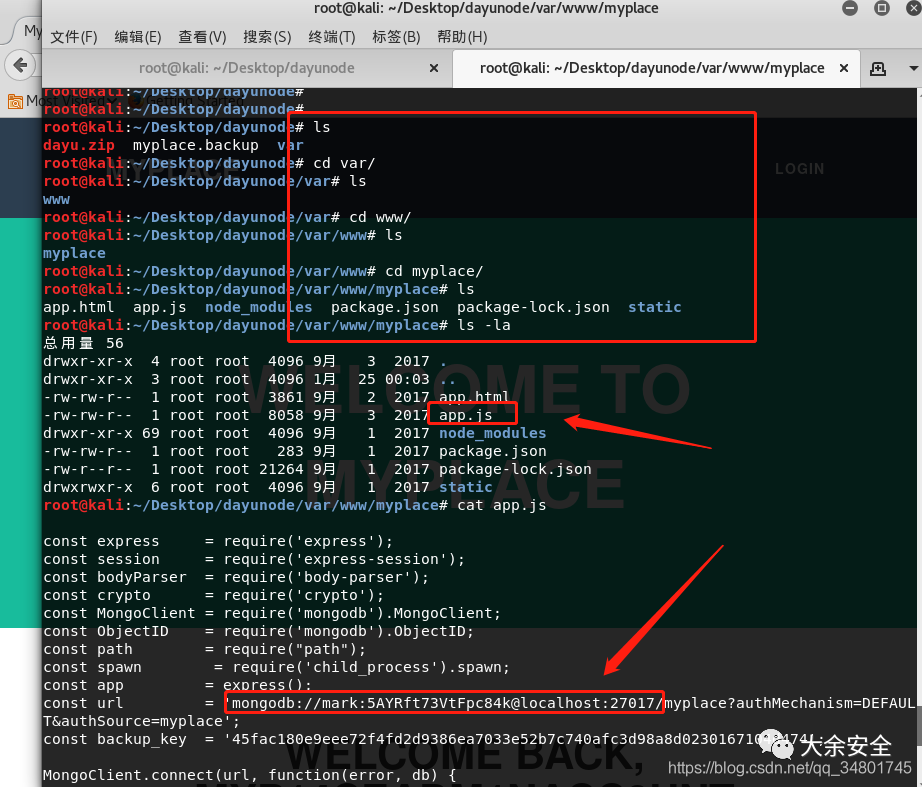 root@kali: ~/Desktop/dayunode/var/www/myplace
文件(F) 编辑(E) 查看(V) 搜索(S) 终端(T) 标签(B) 帮助(H)
root@kali: ~/Desktop/dayunode × root@kali: ~/Desktop/dayunode/var/www/myplace ×
My
Most Visited Getting Started
MYPLACE
LOGIN
root@kali:~/Desktop/dayunode#
root@kali:~/Desktop/dayunode#
root@kali:~/Desktop/dayunode# ls
dayu.zip myplace.backup var
root@kali:~/Desktop/dayunode# cd var/
root@kali:~/Desktop/dayunode/var# ls
www
root@kali:~/Desktop/dayunode/var# cd www/
root@kali:~/Desktop/dayunode/var/www# ls
myplace
root@kali:~/Desktop/dayunode/var/www# cd myplace/
root@kali:~/Desktop/dayunode/var/www/myplace# ls
app.html app.js node_modules package.json package-lock.json static
root@kali:~/Desktop/dayunode/var/www/myplace# ls -la
总用量 56
drwxr-xr-x 4 root root 4096 9月 3 2017 .
drwxr-xr-x 3 root root 4096 1月 25 00:03 ..
-rw-rw-r-- 1 root root 3861 9月 2 2017 app.html
-rw-rw-r-- 1 root root 8058 9月 3 2017 app.js
drwxr-xr-x 69 root root 4096 9月 1 2017 node_modules
-rw-rw-r-- 1 root root 283 9月 1 2017 package.json
-rw-r--r-- 1 root root 21264 9月 1 2017 package-lock.json
drwxrwxr-x 6 root root 4096 9月 1 2017 static
root@kali:~/Desktop/dayunode/var/www/myplace# cat app.js
WELCOME TO
MYPLACE
const express = require('express');
const session = require('express-session');
const bodyParser = require('body-parser');
const crypto = require('crypto');
const MongoClient = require('mongodb').MongoClient;
const ObjectID = require('mongodb').ObjectID;
const path = require("path");
const spawn = require('child_process').spawn;
const app = express();
const url = 'mongodb://mark:5AYRft73VtFpc84k@localhost:27017/myplace?authMechanism=DEFAUL
T&authSource=myplace';
const backup_key =
MongoClient.connect(url, function(error, db) {
WELCOME BACK,
大余安全
https://blog.csdn.net/qq_34801745